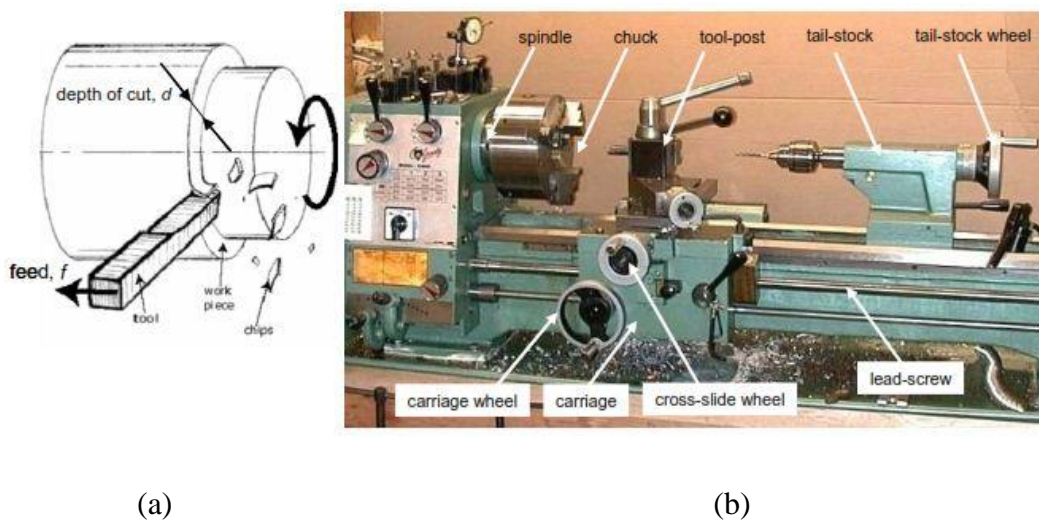 depth of cut, d
feed, f
tool
work
piece
chips
spindle
chuck
tool-post
tail-stock
tail-stock wheel
carriage wheel
carriage
cross-slide wheel
lead-screw
(a)
(b)